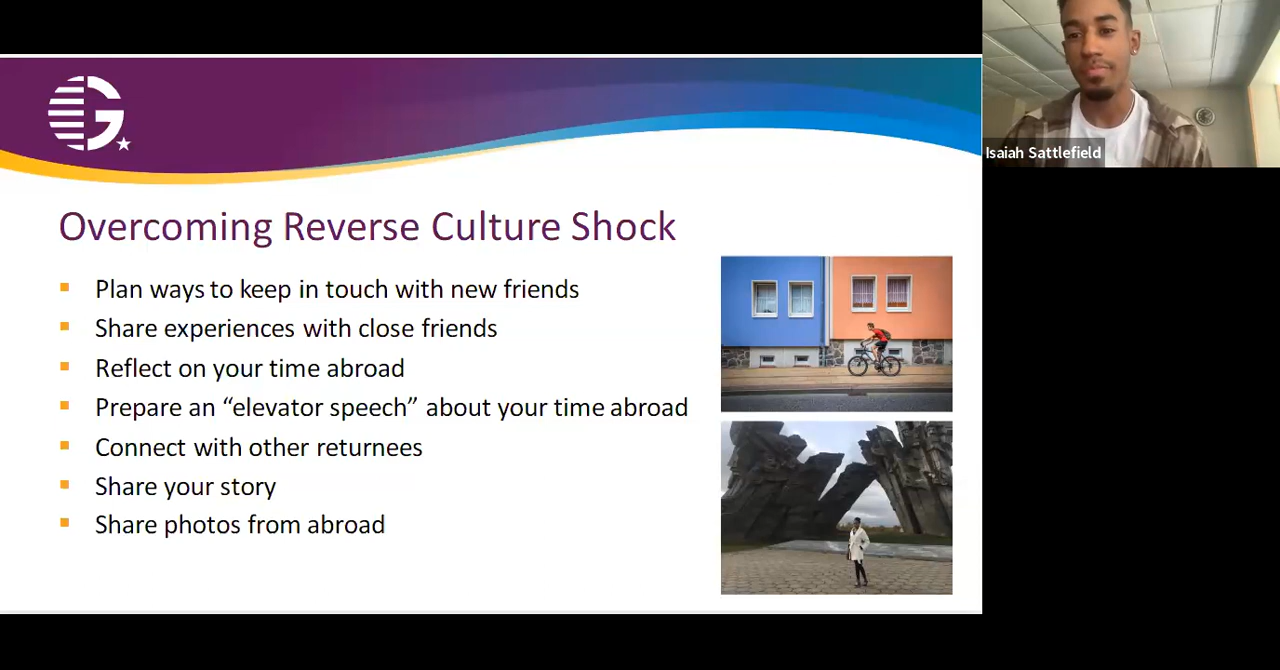 Isaiah Sattlefield
Overcoming Reverse Culture Shock
Plan ways to keep in touch with new friends
Share experiences with close friends
Reflect on your time abroad
Prepare an “elevator speech” about your time abroad
Connect with other returnees
Share your story
Share photos from abroad